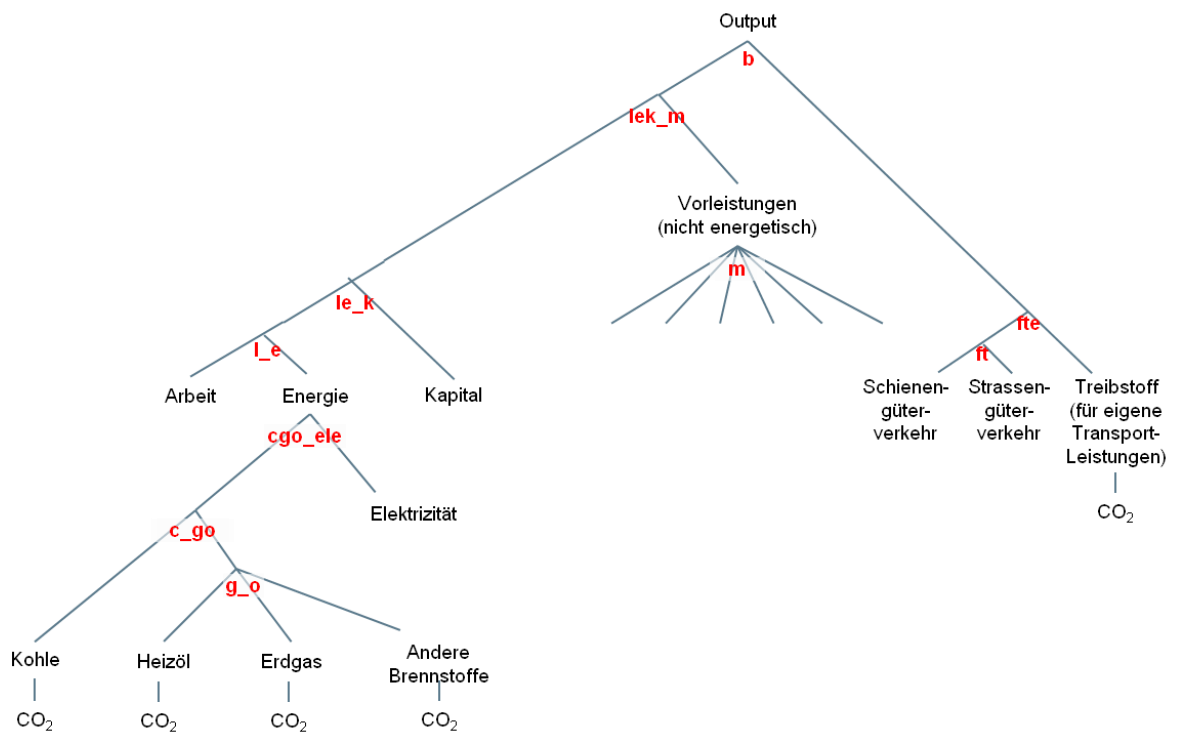 Output
b
lek_m
Vorleistungen
(nicht energetisch)
m
le_k
l_e
fte
ft
Arbeit
Energie
Kapital
Schienen-
güter-
verkehr
Strassen-
güter-
verkehr
Treibstoff
(für eigene
Transport-
Leistungen)
CO₂
cgo_ele
Elektrizität
c_go
g_o
Kohle
Heizöl
Erdgas
Andere
Brennstoffe
CO₂
CO₂
CO₂
CO₂